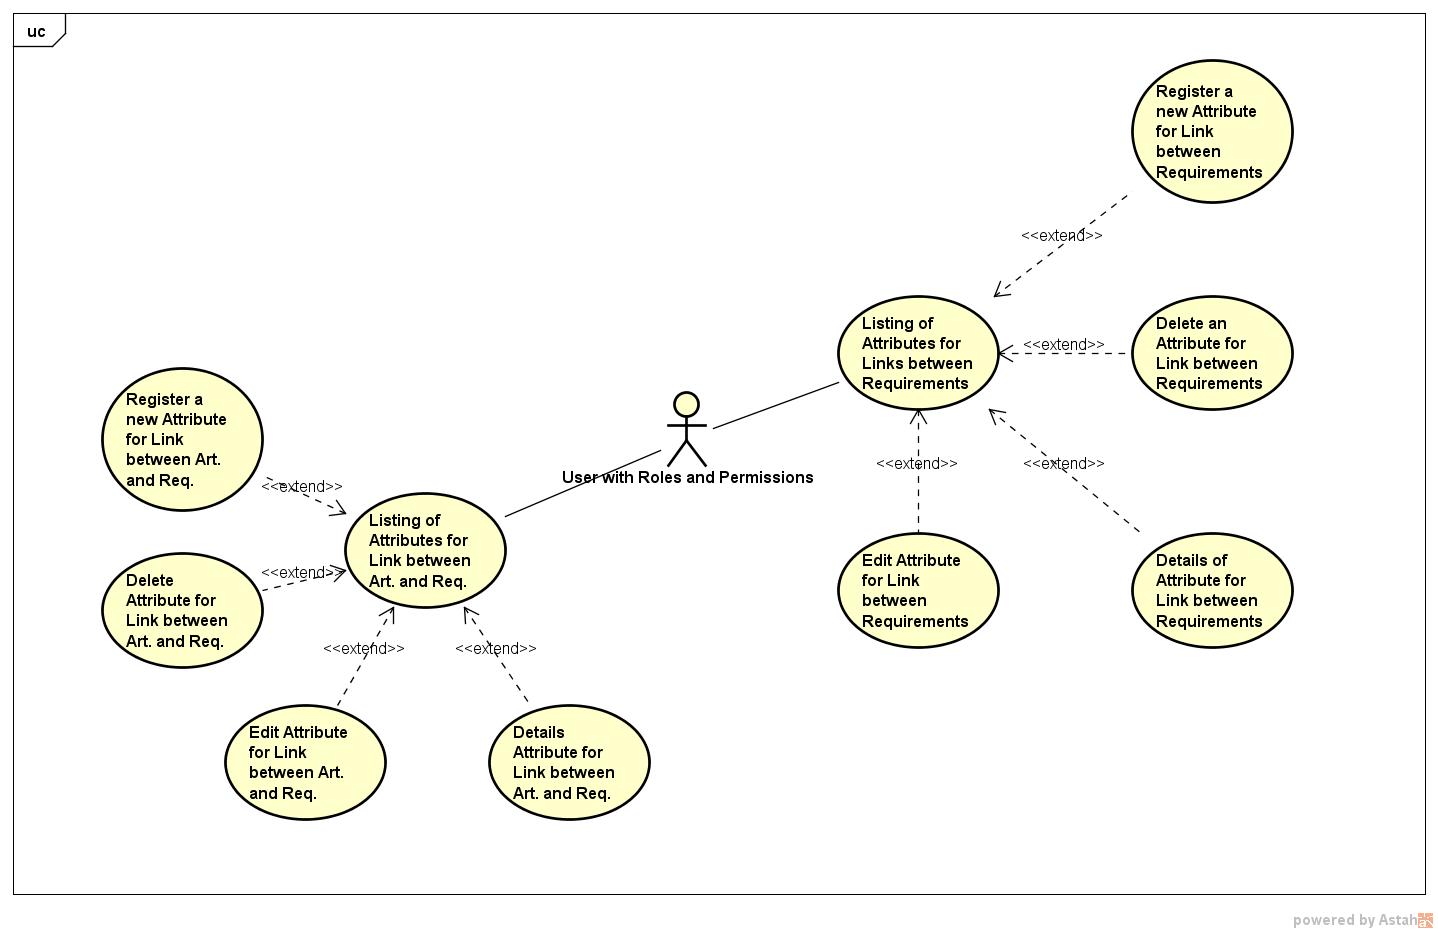 uc
Register a
new Attribute
for Link
between
Requirements
<<extend>>
Listing of
Attributes for
Links between
Requirements
<<extend>>
Delete an
Attribute for
Link between
Requirements
Register a
new Attribute
for Link
between Art.
and Req.
User with Roles and Permissions
<<extend>>
<<extend>>
<<extend>>
Listing of
Attributes for
Link between
Art. and Req.
Delete
Attribute for
Link between
Art. and Req.
<<extend>>
Edit Attribute
for Link
between
Requirements
Details of
Attribute for
Link between
Requirements
<<extend>>
<<extend>>
Edit Attribute
for Link
between Art.
and Req.
Details
Attribute for
Link between
Art. and Req.
powered by Astah